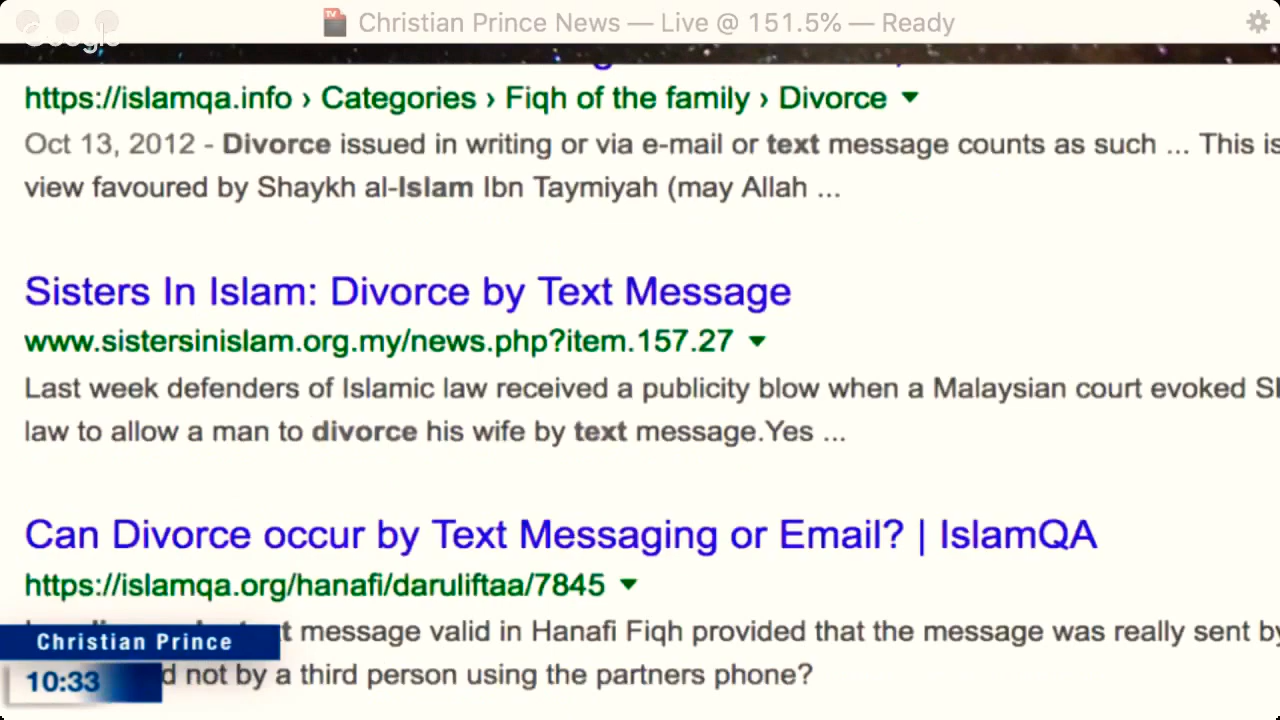 Christian Prince News — Live @ 151.5% — Ready
Google
https://islamqa.info › Categories › Fiqh of the family › Divorce
Oct 13, 2012 - Divorce issued in writing or via e-mail or text message counts as such ... This is
view favoured by Shaykh al-Islam Ibn Taymiyah (may Allah ...
Sisters In Islam: Divorce by Text Message
www.sistersinislam.org.my/news.php?item.157.27
Last week defenders of Islamic law received a publicity blow when a Malaysian court evoked
law to allow a man to divorce his wife by text message.Yes ...
Can Divorce occur by Text Messaging or Email? | IslamQA
https://islamqa.org/hanafi/daruliftaa/7845
message valid in Hanafi Fiqh provided that the message was really sent by
not by a third person using the partners phone?
Christian Prince
10:33